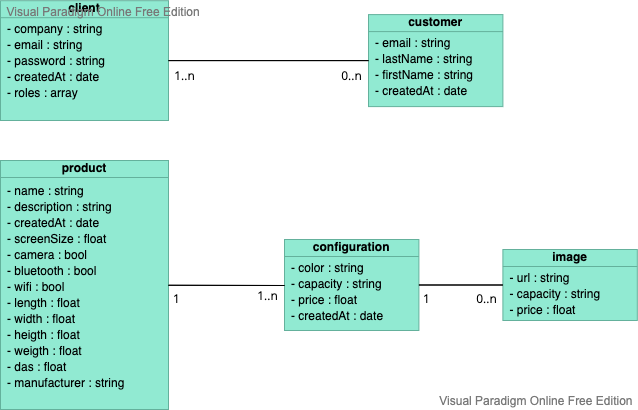 Visual Paradigm Online Free Edition
client
- company : string
- email : string
- password : string
- createdAt : date
- roles : array
1..n
0..n
customer
- email : string
- lastName : string
- firstName : string
- createdAt : date
product
- name : string
- description : string
- createdAt : date
- screenSize : float
- camera : bool
- bluetooth : bool
- wifi : bool
- length : float
- width : float
- heigth : float
- weigth : float
- das : float
- manufacturer : string
1
1..n
configuration
- color : string
- capacity : string
- price : float
- createdAt : date
1
0..n
image
- url : string
- capacity : string
- price : float
Visual Paradigm Online Free Edition